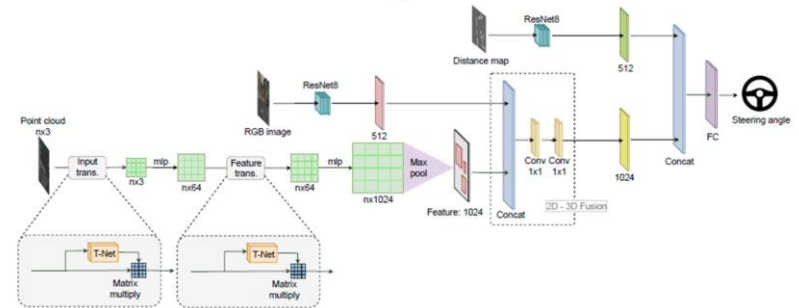 ResNet8
Distance map
512
ResNet8
RGB image
512
Point cloud
nx3
Input
trans.
nx3
mlp
nx64
Feature
trans.
nx64
mlp
nx1024
Max
pool
Feature: 1024
Concat
Conv
1x1
Conv
1x1
2D - 3D Fusion
1024
Concat
FC
Steering angle
T-Net
Matrix
multiply
T-Net
Matrix
multiply